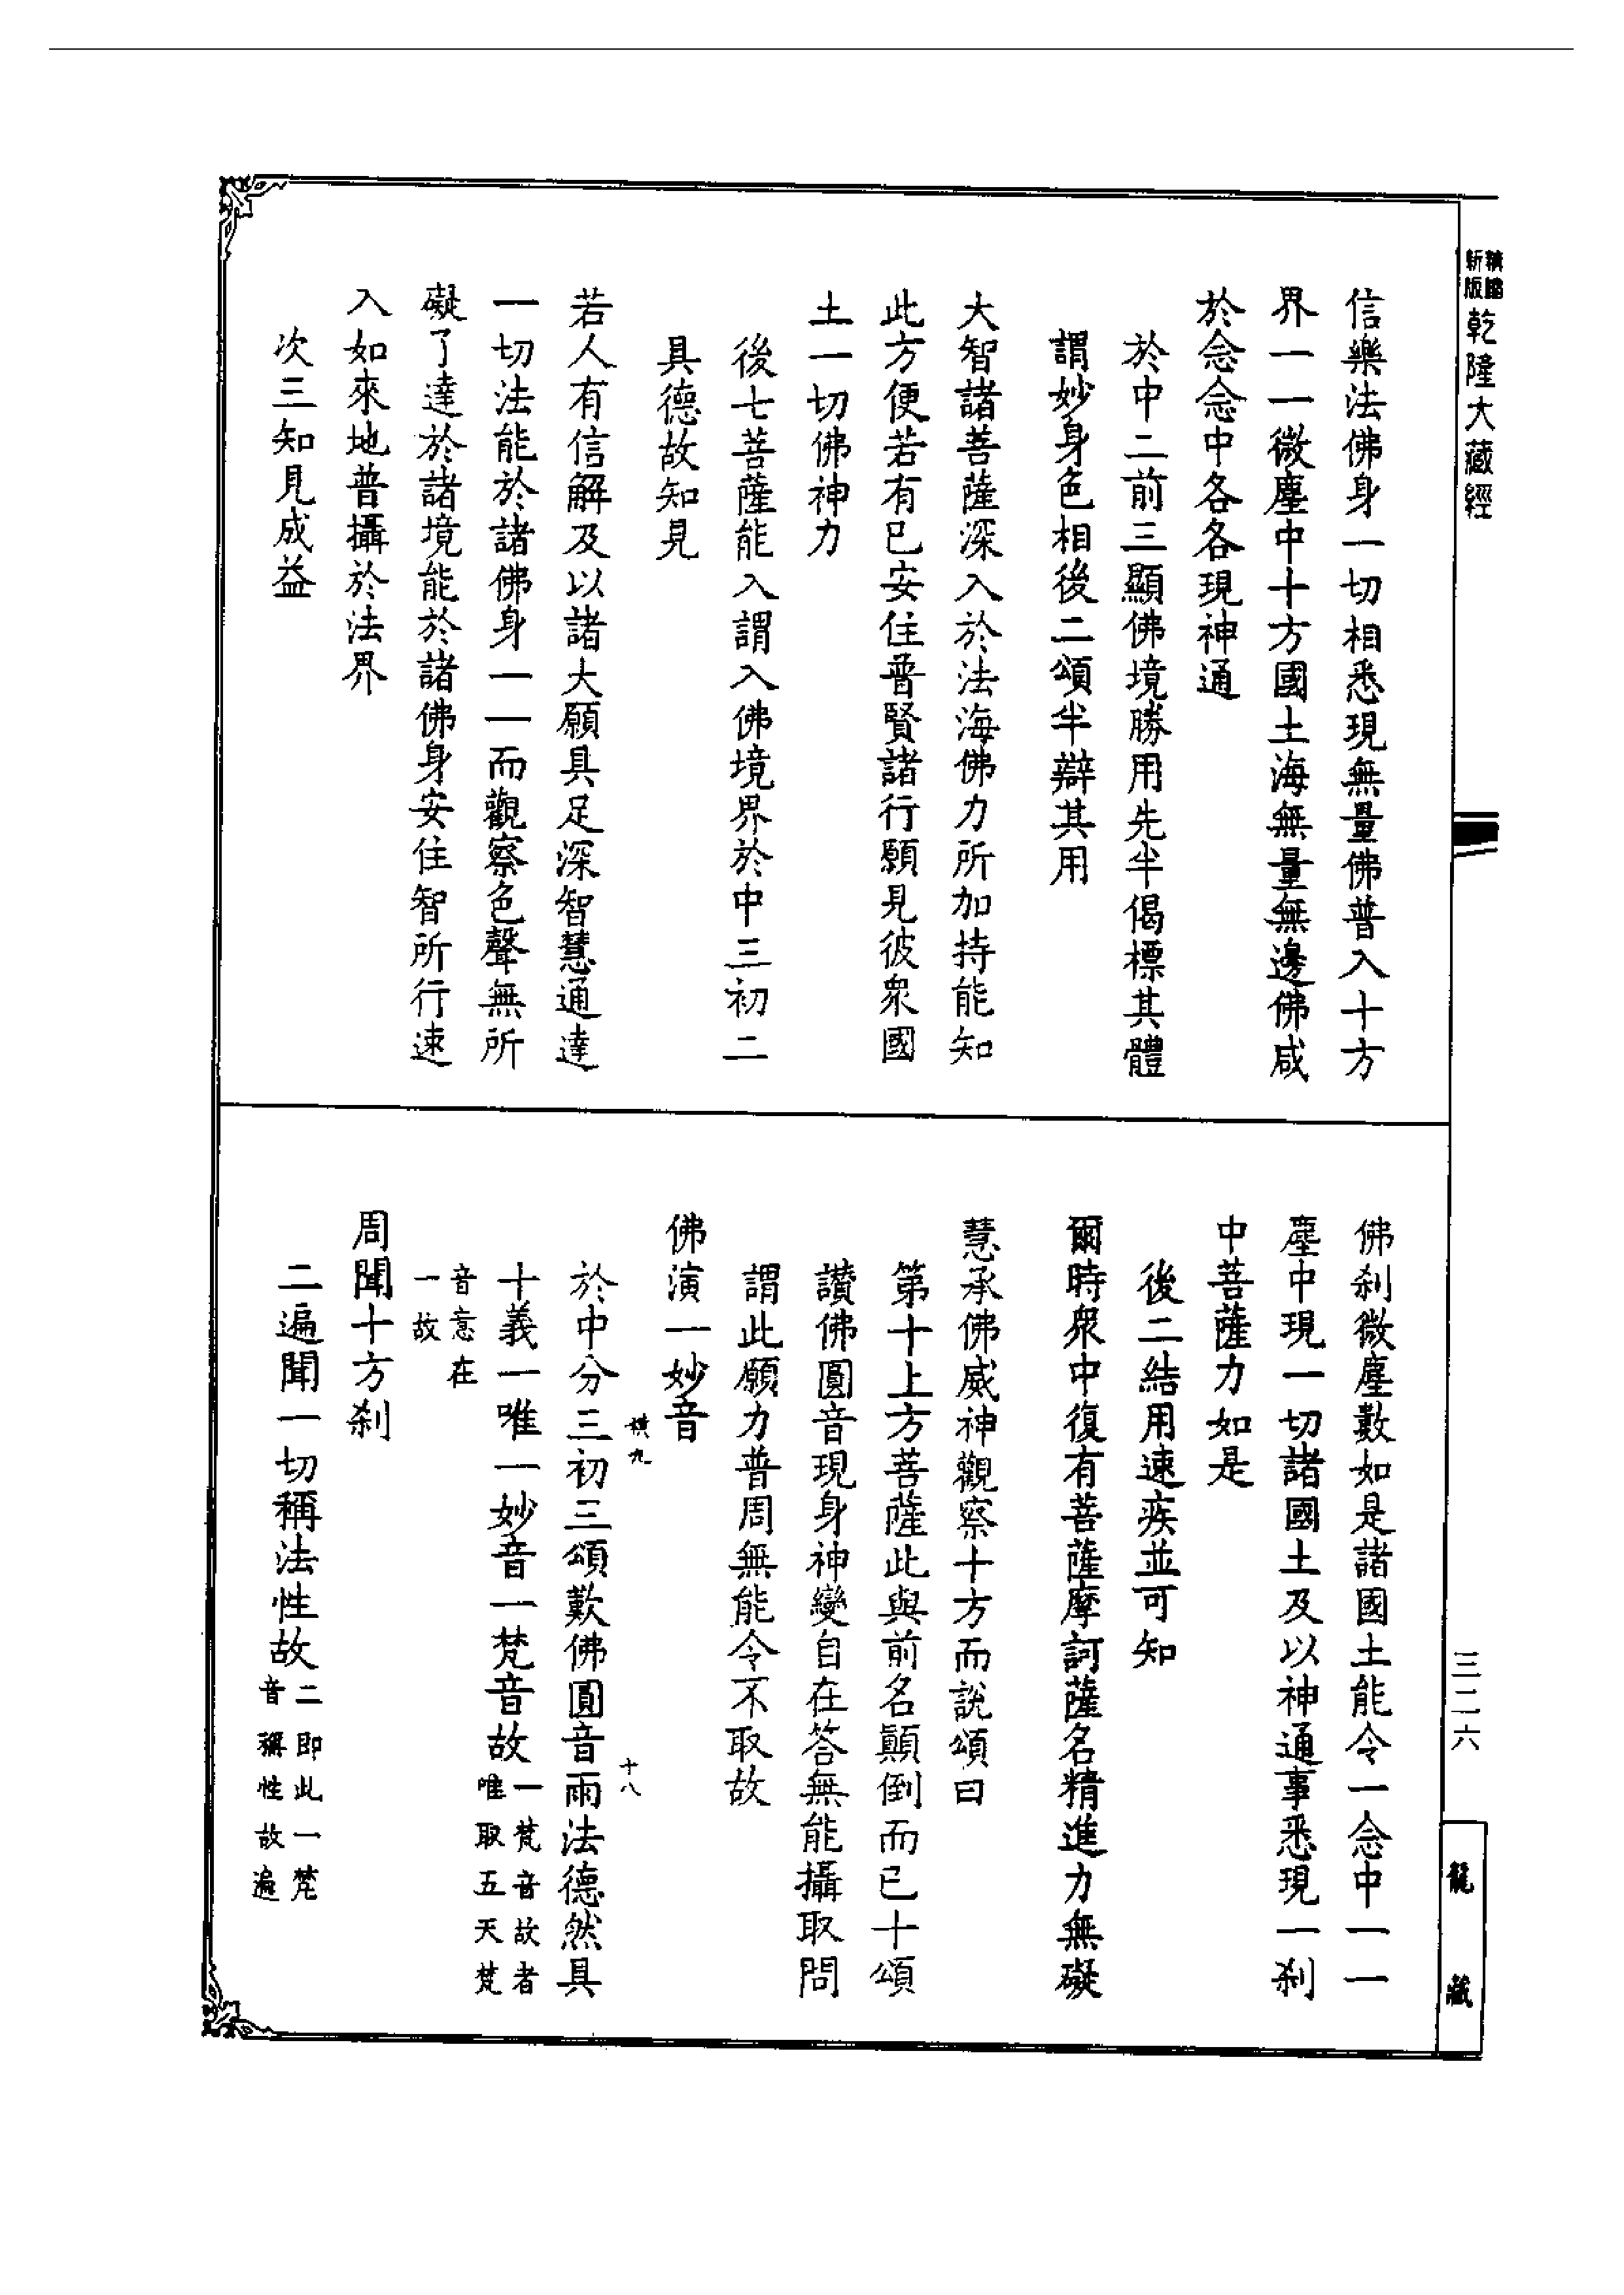 新版
乾隆大藏經
信樂法佛身一切相悉現無量佛普入十方
界一一微塵中十方國土海無量無邊佛咸
於念念中各各現神通
於中二前三顯佛境勝用先半偈標其體
謂妙身色相後二頌半辯其用
大智諸菩薩深入於法海佛力所加持能知
此方便若有已安住普賢諸行願見彼眾國
土一切佛神力
後七菩薩能入謂入佛境界於中三初二
具德故知見
若人有信解及以諸大願具足深智慧通達
一切法能於諸佛身一一而觀察色聲無所
礙了達於諸境能於諸佛身安住智所行速
入如來地普攝於法界
次三知見成益
佛刹微塵數如是諸國土能令一念中一一
塵中現一切諸國土及以神通事悉現一刹
中菩薩力如是
後二結用速疾並可知
爾時眾中復有菩薩摩訶薩名精進力無礙
慧承佛威神觀察十方而說頌曰
第十上方菩薩此與前名顚倒而已十頌
讚佛圓音現身神變自在答無能攝取問
謂此願力普周無能令不取故
佛演一妙音
於中分三初三頌歎佛圓音雨法德然具
十義一唯一妙音一梵音故一梵音故者
唯取五天梵
音意在
一故
周聞十方刹
二遍聞一切稱法性故二即此一梵
音稱性故遍
九
十八
三二六
龍藏